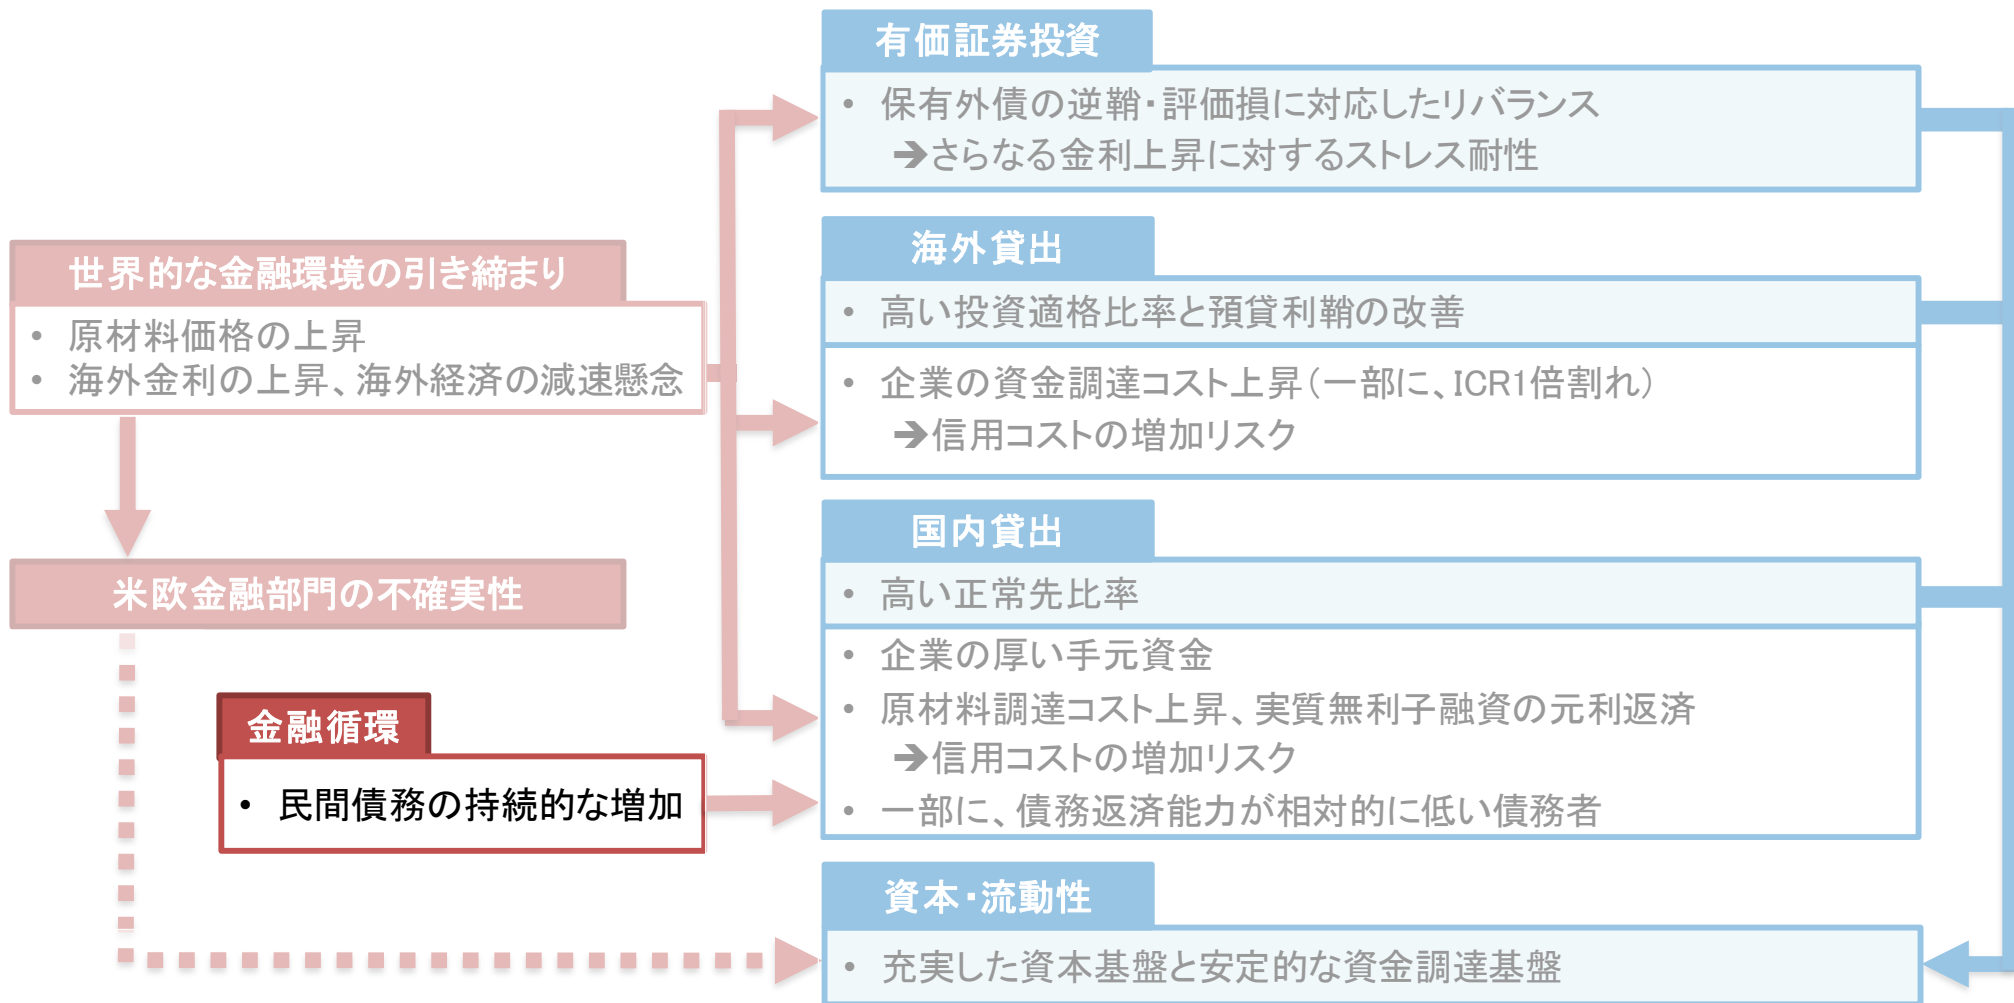 世界的な金融環境の引き締まり
• 原材料価格の上昇
• 海外金利の上昇、海外経済の減速懸念
米欧金融部門の不確実性
金融循環
• 民間債務の持続的な増加
有価証券投資
• 保有外債の逆鞘・評価損に対応したリバランス
➔さらなる金利上昇に対するストレス耐性
海外貸出
• 高い投資適格比率と預貸利鞘の改善
• 企業の資金調達コスト上昇（一部に、ICR1倍割れ）
➔信用コストの増加リスク
国内貸出
• 高い正常先比率
• 企業の厚い手元資金
• 原材料調達コスト上昇、実質無利子融資の元利返済
➔信用コストの増加リスク
• 一部に、債務返済能力が相対的に低い債務者
資本・流動性
• 充実した資本基盤と安定的な資金調達基盤